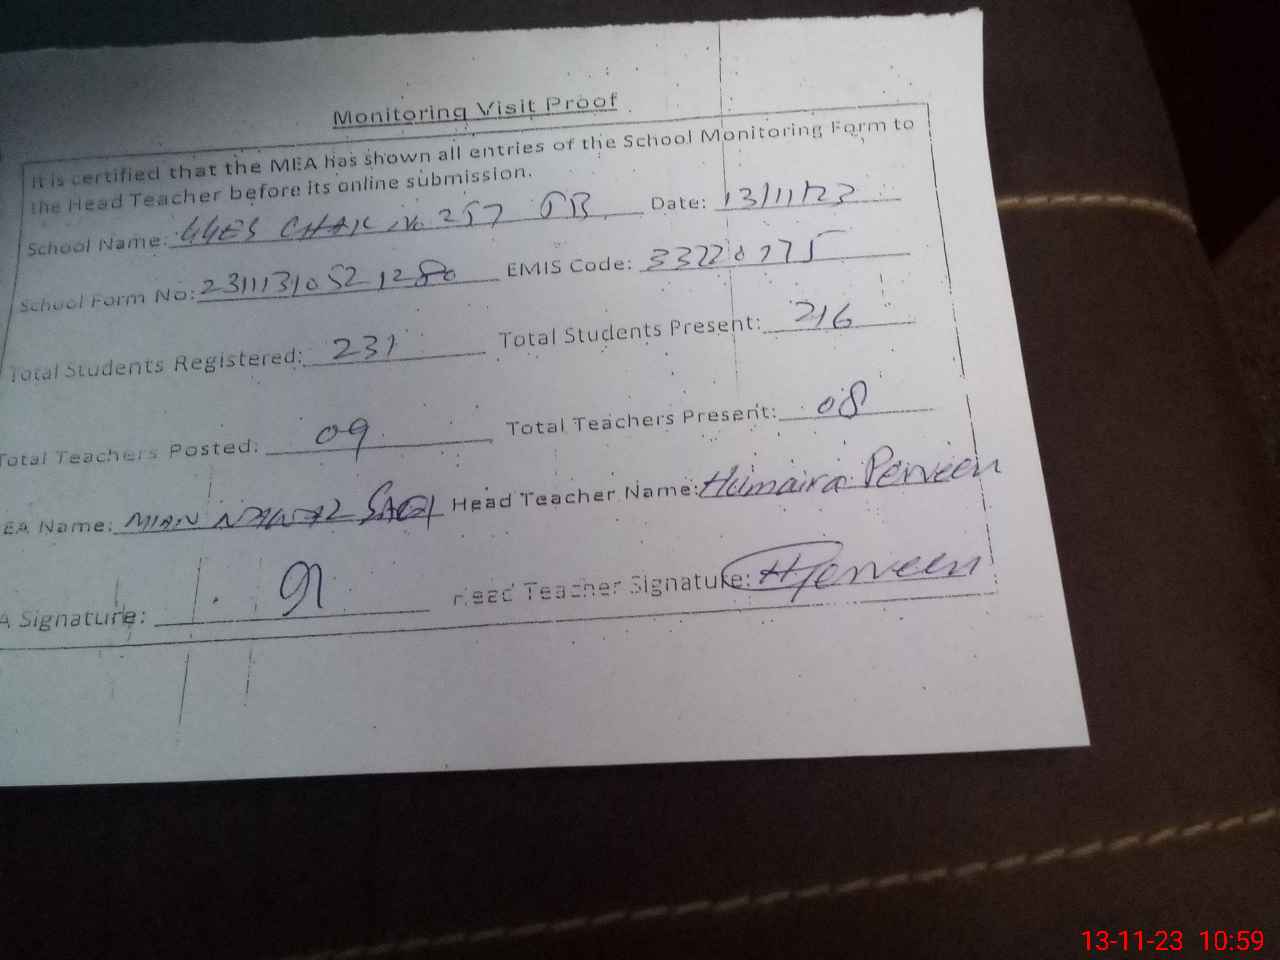 Monitoring Visit Proof
It is certified that the MEA has shown all entries of the School Monitoring Form to
the Head Teacher before its online submission.
School Name: GGES CHAK No 257 RB Date: 13/11/23
School Form No: 23111310521280 EMIS Code: 33220775
Total Students Registered: 231 Total Students Present: 216
Total Teachers Posted: 09 Total Teachers Present: 08
EA Name: MIAN NAWAZ Head Teacher Name: Humaira Perveen
A Signature: Head Teacher Signature: HPerveen
13-11-23 10:59